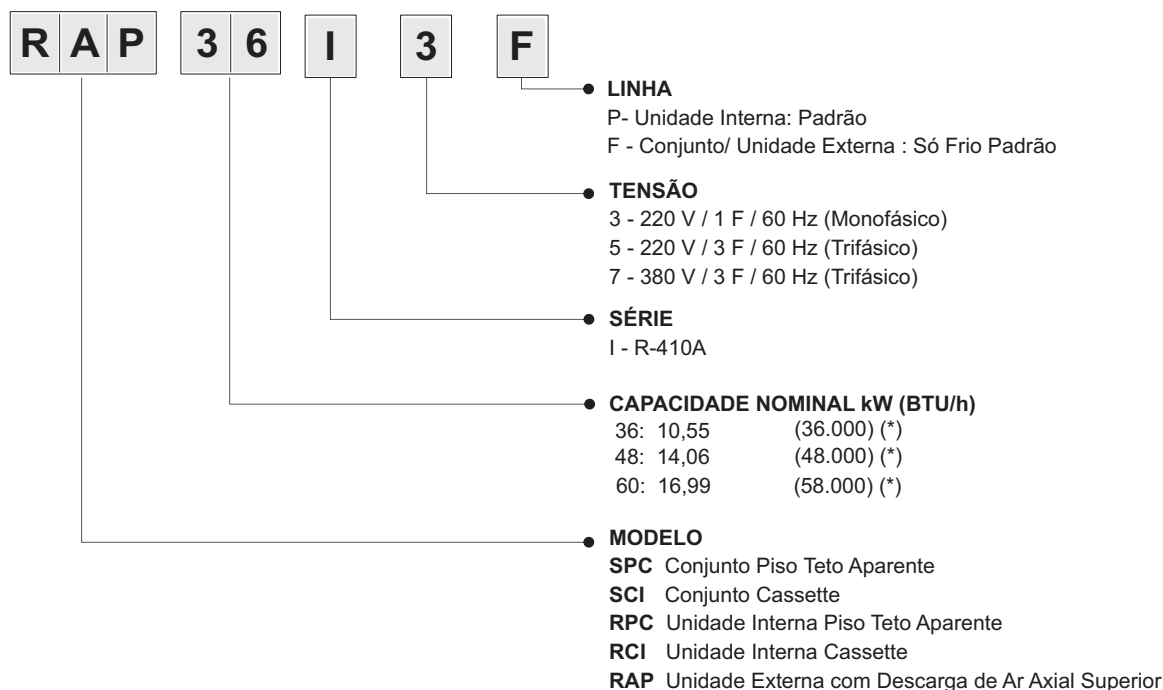 RAP 36 I 3 F
LINHA
P- Unidade Interna: Padrão
F - Conjunto/ Unidade Externa : Só Frio Padrão
TENSÃO
3 - 220 V / 1 F / 60 Hz (Monofásico)
5 - 220 V / 3 F / 60 Hz (Trifásico)
7 - 380 V / 3 F / 60 Hz (Trifásico)
SÉRIE
I - R-410A
CAPACIDADE NOMINAL kW (BTU/h)
36: 10,55 (36.000) (*)
48: 14,06 (48.000) (*)
60: 16,99 (58.000) (*)
MODELO
SPC Conjunto Piso Teto Aparente
SCI Conjunto Cassette
RPC Unidade Interna Piso Teto Aparente
RCI Unidade Interna Cassette
RAP Unidade Externa com Descarga de Ar Axial Superior